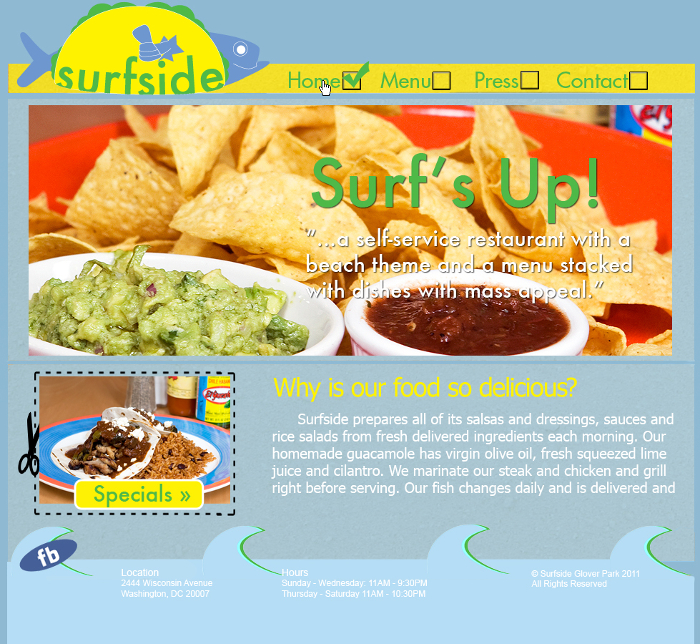 surfside
Home Menu Press Contact
Surf's Up!
"...a self-service restaurant with a
beach theme and a menu stacked
with dishes with mass appeal."
Why is our food so delicious?
Surfside prepares all of its salsas and dressings, sauces and
rice salads from fresh delivered ingredients each morning. Our
homemade guacamole has virgin olive oil, fresh squeezed lime
juice and cilantro. We marinate our steak and chicken and grill
right before serving. Our fish changes daily and is delivered and
Specials »
fb
Location
2444 Wisconsin Avenue
Washington, DC 20007
Hours
Sunday - Wednesday: 11AM - 9:30PM
Thursday - Saturday 11AM - 10:30PM
© Surfside Glover Park 2011
All Rights Reserved